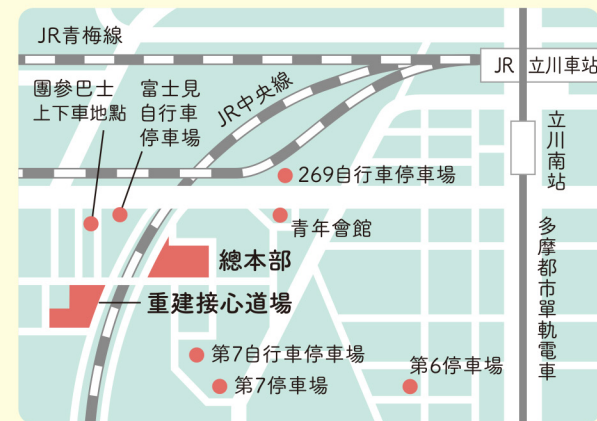 JR青梅線
JR 立川車站
團參巴士
上下車地點
富士見
自行車
停車場
JR中央線
立川南站
269自行車停車場
青年會館
多摩都市單軌電車
總本部
重建接心道場
第7自行車停車場
第6停車場
第7停車場